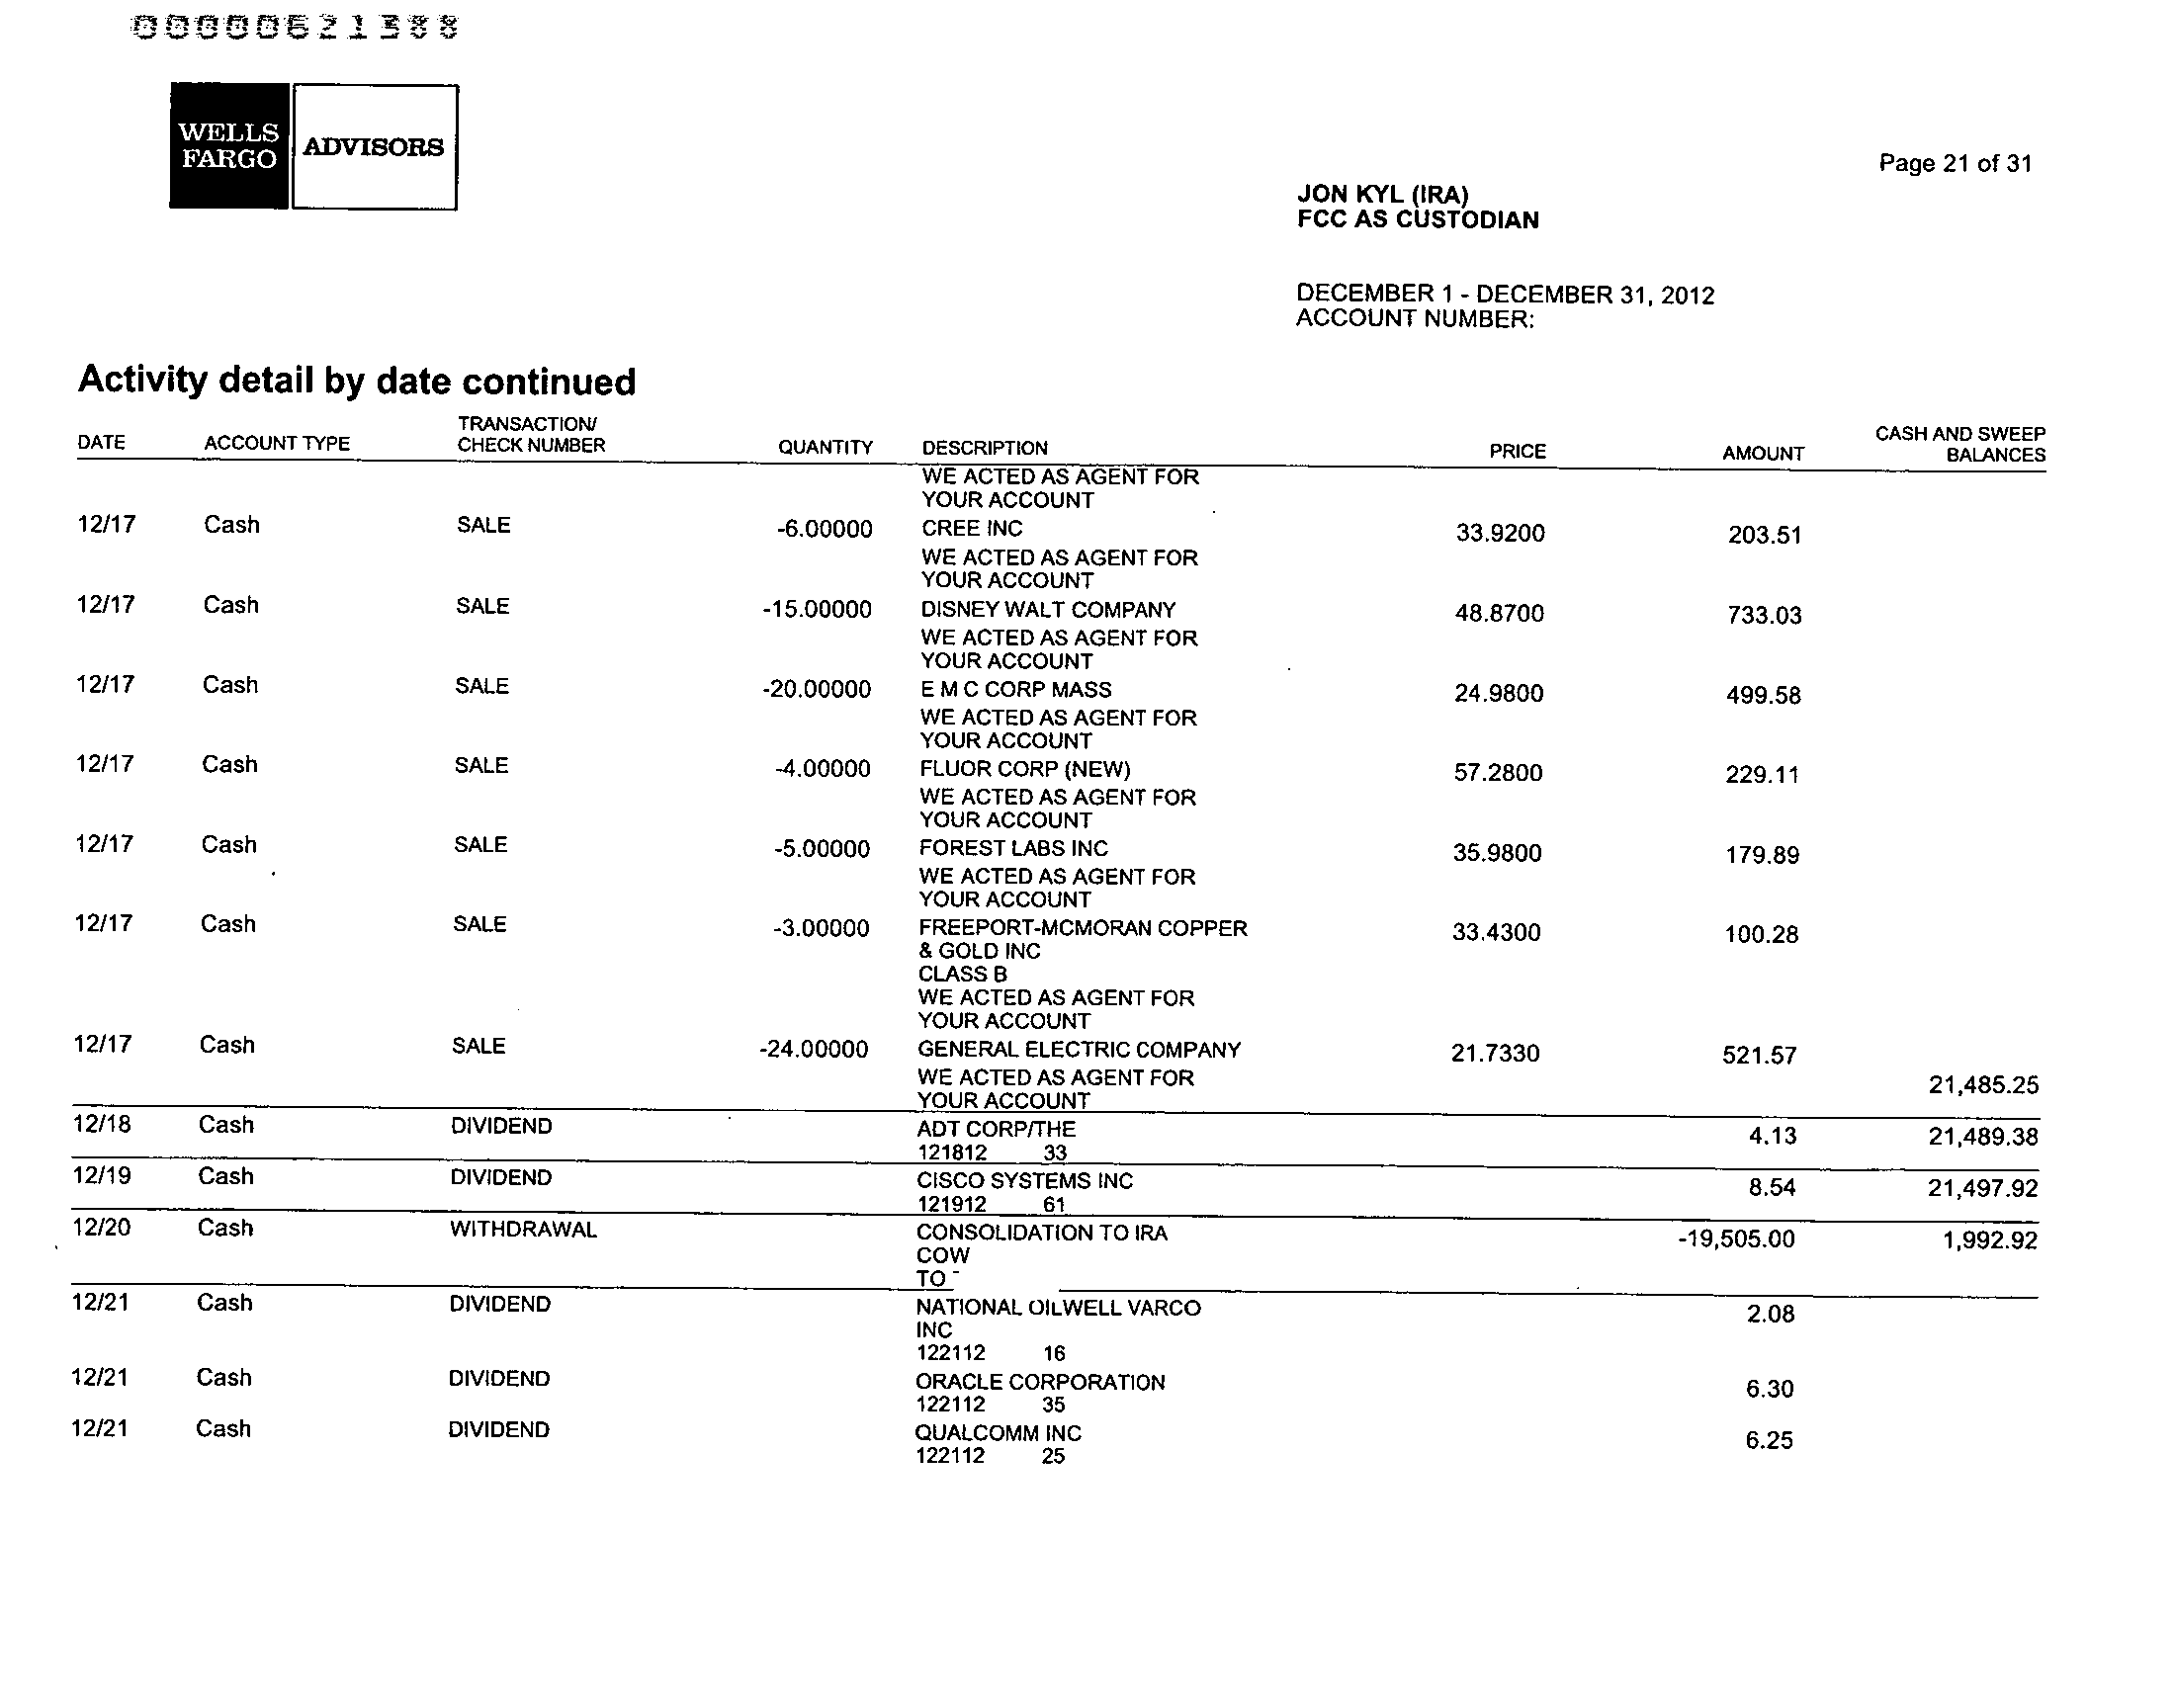 00000621388
WELLS FARGO ADVISORS
Page 21 of 31
JON KYL (IRA)
FCC AS CUSTODIAN
DECEMBER 1 - DECEMBER 31, 2012
ACCOUNT NUMBER:
Activity detail by date continued
DATE ACCOUNT TYPE TRANSACTION/ CHECK NUMBER QUANTITY DESCRIPTION PRICE AMOUNT CASH AND SWEEP BALANCES
WE ACTED AS AGENT FOR
YOUR ACCOUNT
12/17 Cash SALE -6.00000 CREE INC 33.9200 203.51
WE ACTED AS AGENT FOR
YOUR ACCOUNT
12/17 Cash SALE -15.00000 DISNEY WALT COMPANY 48.8700 733.03
WE ACTED AS AGENT FOR
YOUR ACCOUNT
12/17 Cash SALE -20.00000 E M C CORP MASS 24.9800 499.58
WE ACTED AS AGENT FOR
YOUR ACCOUNT
12/17 Cash SALE -4.00000 FLUOR CORP (NEW) 57.2800 229.11
WE ACTED AS AGENT FOR
YOUR ACCOUNT
12/17 Cash SALE -5.00000 FOREST LABS INC 35.9800 179.89
WE ACTED AS AGENT FOR
YOUR ACCOUNT
12/17 Cash SALE -3.00000 FREEPORT-MCMORAN COPPER 33.4300 100.28
& GOLD INC
CLASS B
WE ACTED AS AGENT FOR
YOUR ACCOUNT
12/17 Cash SALE -24.00000 GENERAL ELECTRIC COMPANY 21.7330 521.57
WE ACTED AS AGENT FOR 21,485.25
YOUR ACCOUNT
12/18 Cash DIVIDEND ADT CORP/THE 4.13 21,489.38
121812 33
12/19 Cash DIVIDEND CISCO SYSTEMS INC 8.54 21,497.92
121912 61
12/20 Cash WITHDRAWAL CONSOLIDATION TO IRA -19,505.00 1,992.92
COW
TO
12/21 Cash DIVIDEND NATIONAL OILWELL VARCO 2.08
INC
122112 16
12/21 Cash DIVIDEND ORACLE CORPORATION 6.30
122112 35
12/21 Cash DIVIDEND QUALCOMM INC 6.25
122112 25